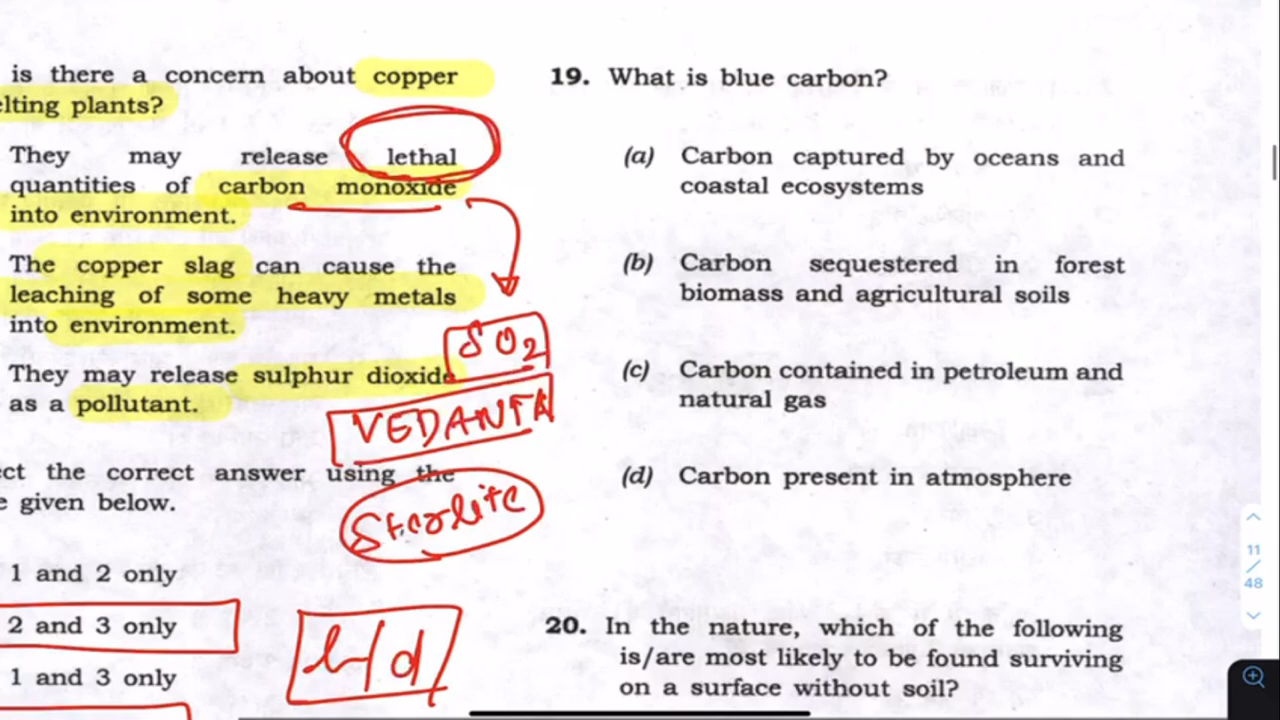 is there a concern about copper
elting plants?
They may release lethal
quantities of carbon monoxide
into environment.
The copper slag can cause the
leaching of some heavy metals
into environment.
SO2
They may release sulphur dioxide
as a pollutant.
VEDANTA
ect the correct answer using the
e given below.
Sterlite
1 and 2 only
2 and 3 only
b/d
1 and 3 only
19. What is blue carbon?
(a) Carbon captured by oceans and
coastal ecosystems
(b) Carbon sequestered in forest
biomass and agricultural soils
(c) Carbon contained in petroleum and
natural gas
(d) Carbon present in atmosphere
20. In the nature, which of the following
is/are most likely to be found surviving
on a surface without soil?
11
/
48